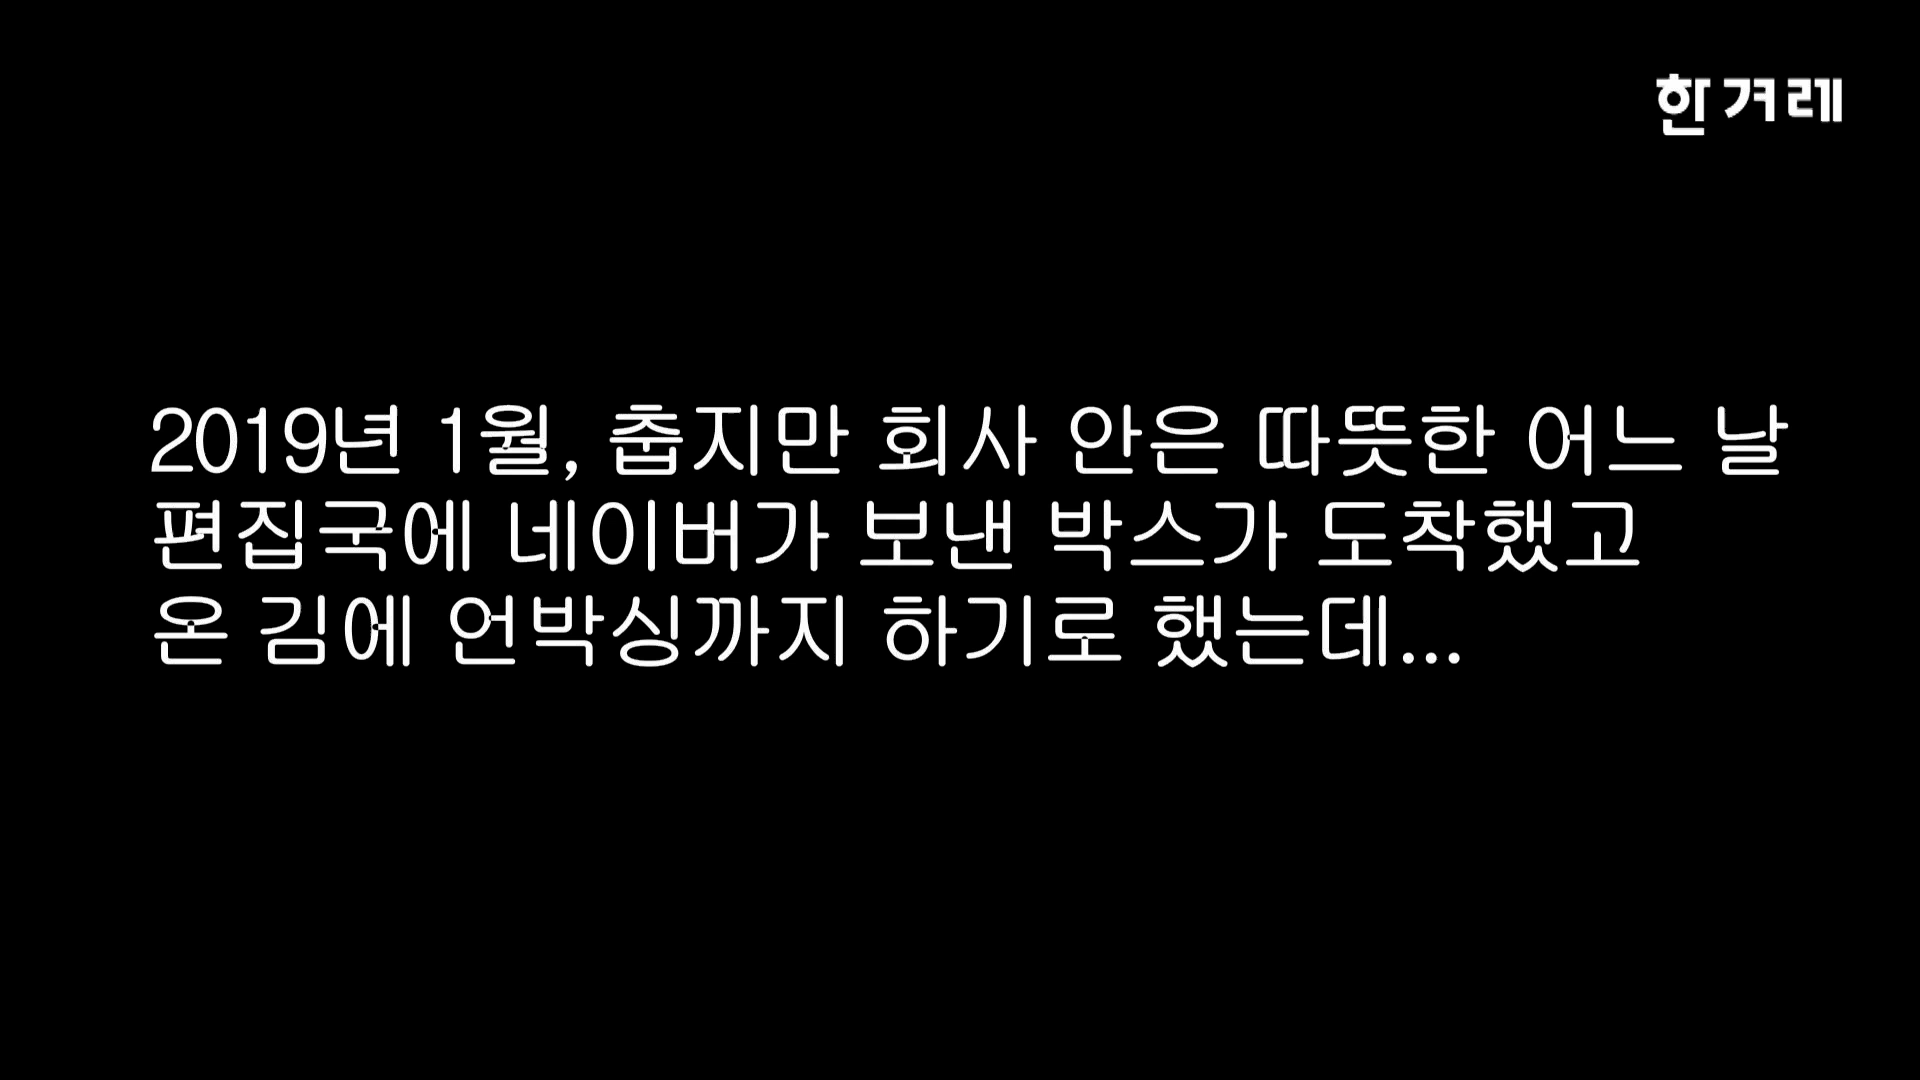 한겨레
2019년 1월, 춥지만 회사 안은 따뜻한 어느 날
편집국에 네이버가 보낸 박스가 도착했고
온 김에 언박싱까지 하기로 했는데...